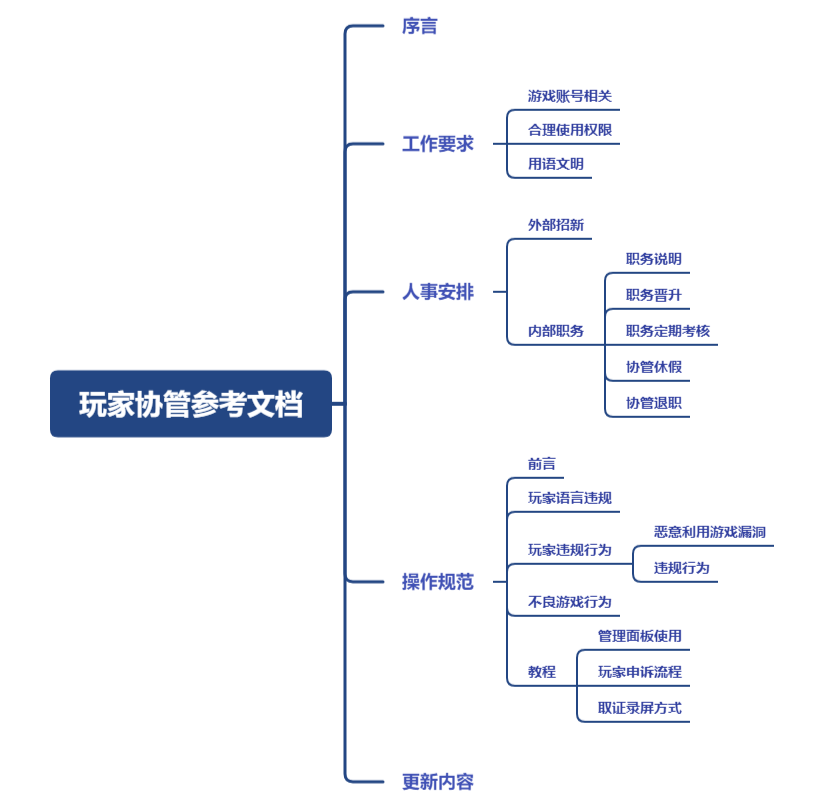 玩家协管参考文档
序言
工作要求
游戏账号相关
合理使用权限
用语文明
人事安排
外部招新
内部职务
职务说明
职务晋升
职务定期考核
协管休假
协管退职
操作规范
前言
玩家语言违规
玩家违规行为
恶意利用游戏漏洞
违规行为
不良游戏行为
教程
管理面板使用
玩家申诉流程
取证录屏方式
更新内容